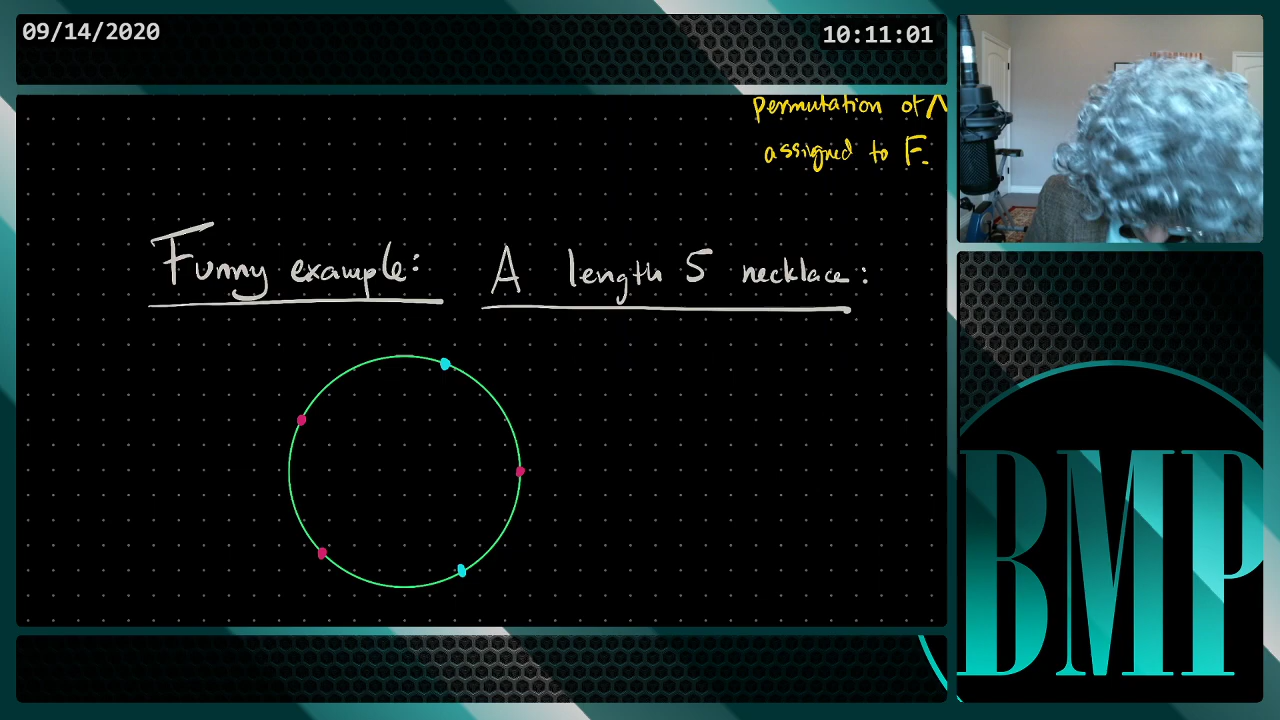 09/14/2020
10:11:01
permutation of Λ
assigned to F.
Funny example: A length 5 necklace:
BMP